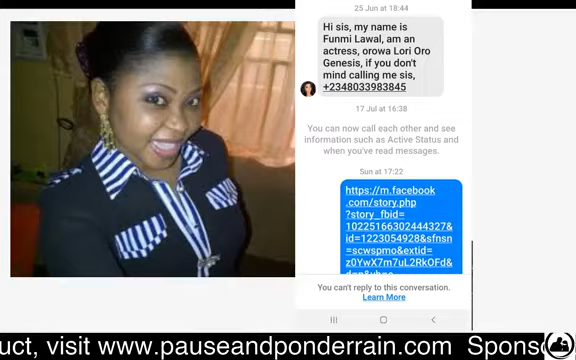 25 Jun at 18:44
Hi sis, my name is
Funmi Lawal, am an
actress, orowa Lori Oro
Genesis, if you don't
mind calling me sis,
+2348033983845
17 Jul at 16:38
You can now call each other and see
information such as Active Status and
when you've read messages.
Sun at 17:22
https://m.facebook
.com/story.php
?story_fbid=
10225166302444327&
id=1223054928&sfnsn
=scwspmo&extid=
z0YwX7m7uL2RkOFd&
You can't reply to this conversation.
Learn More
uct, visit www.pauseandponderrain.com Spons